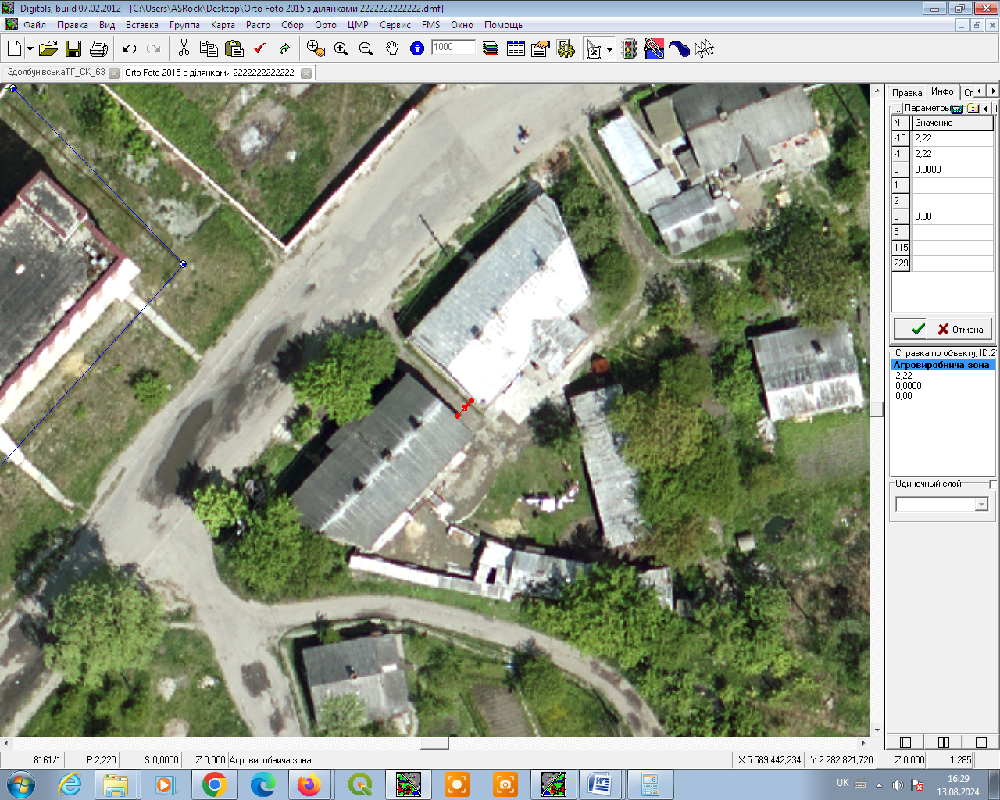 Digitals, build 07.02.2012 - [C:\Users\ASRock\Desktop\Orto Foto 2015 з ділянками 2222222222222.dmf]
Файл Правка Вид Вставка Группа Карта Растр Сбор Орто ЦМР Сервис FMS Окно Помощь
1000
ЗдолбунівськаТГ_СК_63 Orto Foto 2015 з ділянками 2222222222222
Правка Инфо Сг
... Параметры
N Значение
-10 2,22
-1 2,22
0 0,0000
1
2
3 0,00
5
115
229
Отмена
Справка по объекту, ID:2
Агровиробнича зона
2,22
0,0000
0,00
Одиночный слой
8161/1 P:2,220 S:0,0000 Z:0,000 Агровиробнича зона X:5 589 442,234 Y:2 282 821,720 Z:0,000 1:285
UK 16:29
13.08.2024